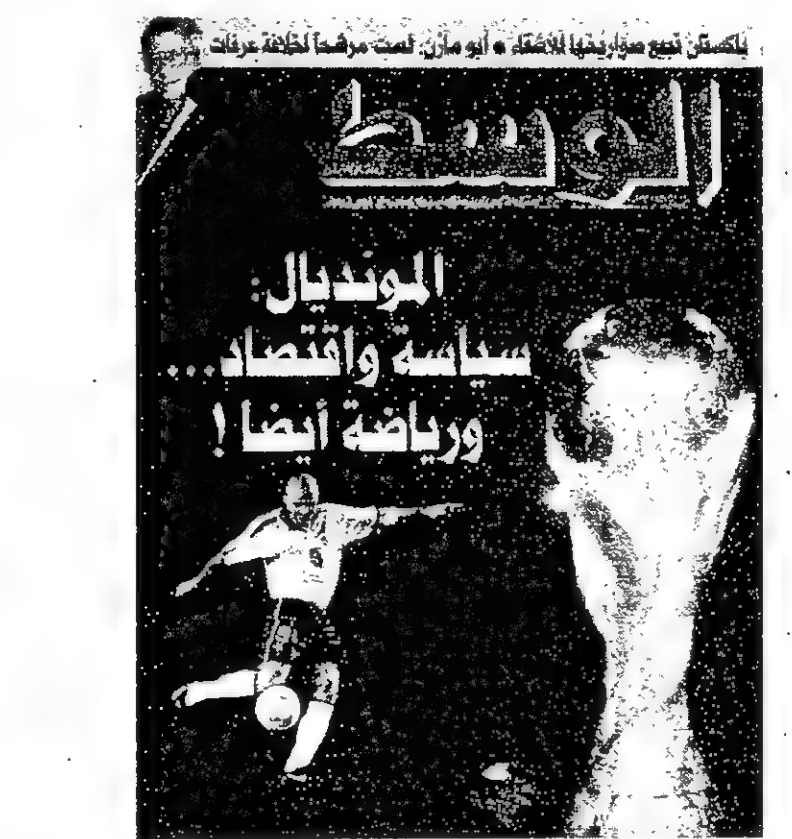 باكستان تبيع صواريخها للأشقاء • أبو مازن: لست مرشحاً لخلافة عرفات
الوسط
المونديال:
سياسة واقتصاد...
ورياضة أيضاً !